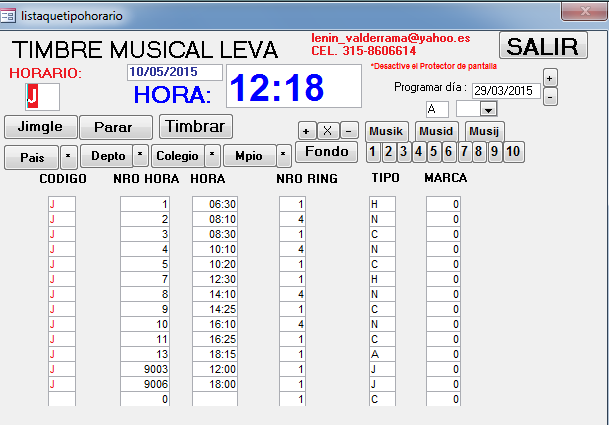 listaquetipohorario
X
TIMBRE MUSICAL LEVA
lenin_valderrama@yahoo.es
CEL. 315-8606614
SALIR
HORARIO:
10/05/2015
*Desactive el Protector de pantalla
J
HORA:
12:18
Programar día :
29/03/2015
+
-
A
Jimgle
Parar
Timbrar
+
X
-
Musik
Musid
Musij
Pais
*
Depto
*
Colegio
*
Mpio
*
Fondo
1 2 3 4 5 6 7 8 9 10
CODIGO NRO HORA HORA NRO RING TIPO MARCA
J 1 06:30 1 H 0
J 2 08:10 4 N 0
J 3 08:30 1 C 0
J 4 10:10 4 N 0
J 5 10:20 1 C 0
J 7 12:30 1 H 0
J 8 14:10 4 N 0
J 9 14:25 1 C 0
J 10 16:10 4 N 0
J 11 16:25 1 C 0
J 13 18:15 1 A 0
J 9003 12:00 1 J 0
J 9006 18:00 1 J 0
0 1 C 0